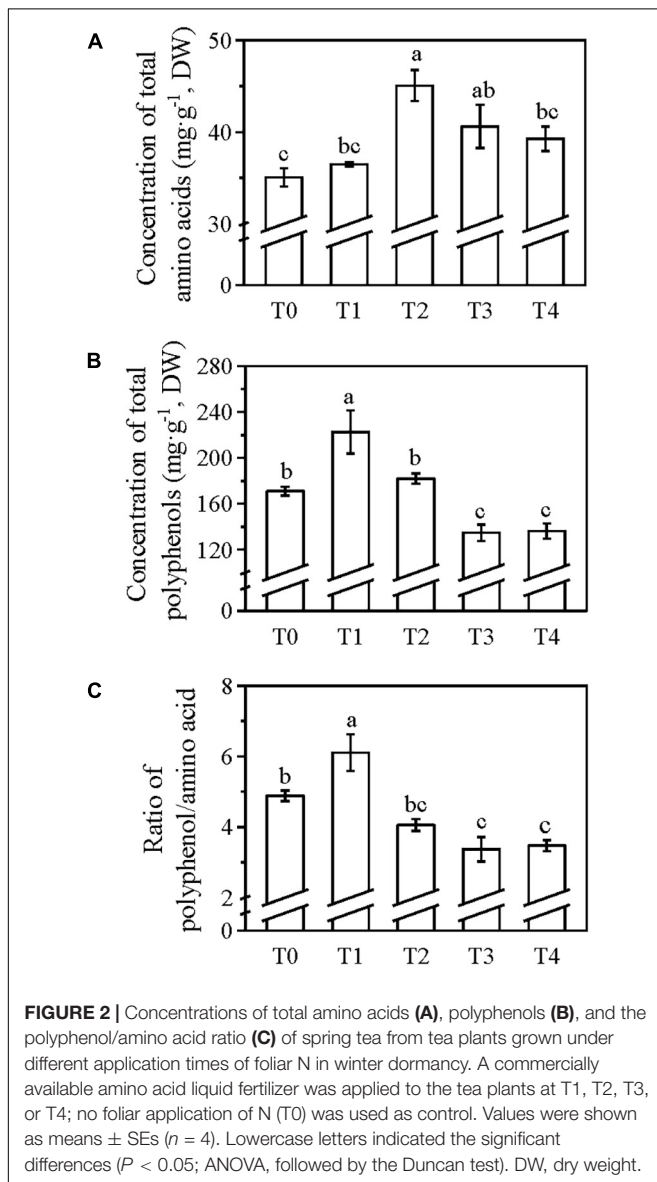 A
Concentration of total
amino acids (mg·g⁻¹, DW)
50
40
30
0
c
bc
a
ab
bc
T0 T1 T2 T3 T4
B
Concentration of total
polyphenols (mg·g⁻¹, DW)
280
240
200
160
120
0
b
a
b
c
c
T0 T1 T2 T3 T4
C
Ratio of
polyphenol/amino acid
8
6
4
2
0
b
a
bc
c
c
T0 T1 T2 T3 T4
FIGURE 2 | Concentrations of total amino acids (A), polyphenols (B), and the
polyphenol/amino acid ratio (C) of spring tea from tea plants grown under
different application times of foliar N in winter dormancy. A commercially
available amino acid liquid fertilizer was applied to the tea plants at T1, T2, T3,
or T4; no foliar application of N (T0) was used as control. Values were shown
as means ± SEs (n = 4). Lowercase letters indicated the significant
differences (P < 0.05; ANOVA, followed by the Duncan test). DW, dry weight.